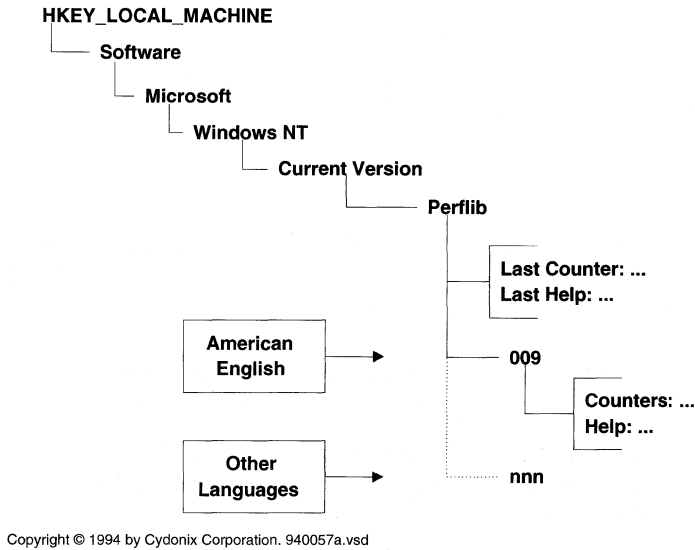 HKEY_LOCAL_MACHINE
Software
Microsoft
Windows NT
Current Version
Perflib
Last Counter: ...
Last Help: ...
American
English
009
Counters: ...
Help: ...
Other
Languages
nnn
Copyright © 1994 by Cydonix Corporation. 940057a.vsd